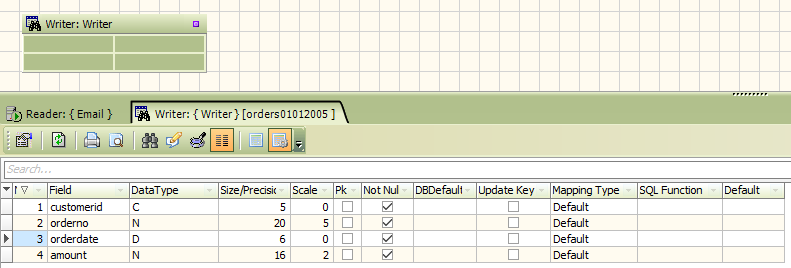 Writer: Writer
Reader: { Email }
Writer: { Writer } [orders01012005 ]
Search...
Field DataType Size/Precisio Scale Pk Not Nul DBDefault Update Key Mapping Type SQL Function Default
1 customerid C 5 0 Default
2 orderno N 20 5 Default
3 orderdate D 6 0 Default
4 amount N 16 2 Default